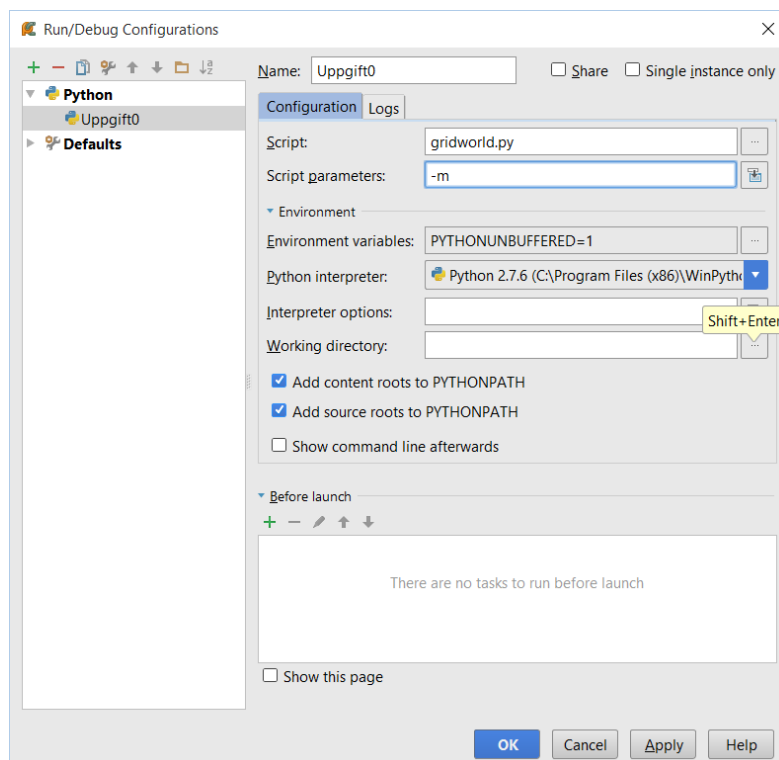 Run/Debug Configurations
Name: Uppgift0 Share Single instance only
Python
Uppgift0
Defaults
Configuration Logs
Script: gridworld.py
Script parameters: -m
Environment
Environment variables: PYTHONUNBUFFERED=1
Python interpreter: Python 2.7.6 (C:\Program Files (x86)\WinPyth
Interpreter options:
Shift+Enter
Working directory:
Add content roots to PYTHONPATH
Add source roots to PYTHONPATH
Show command line afterwards
Before launch
There are no tasks to run before launch
Show this page
OK Cancel Apply Help